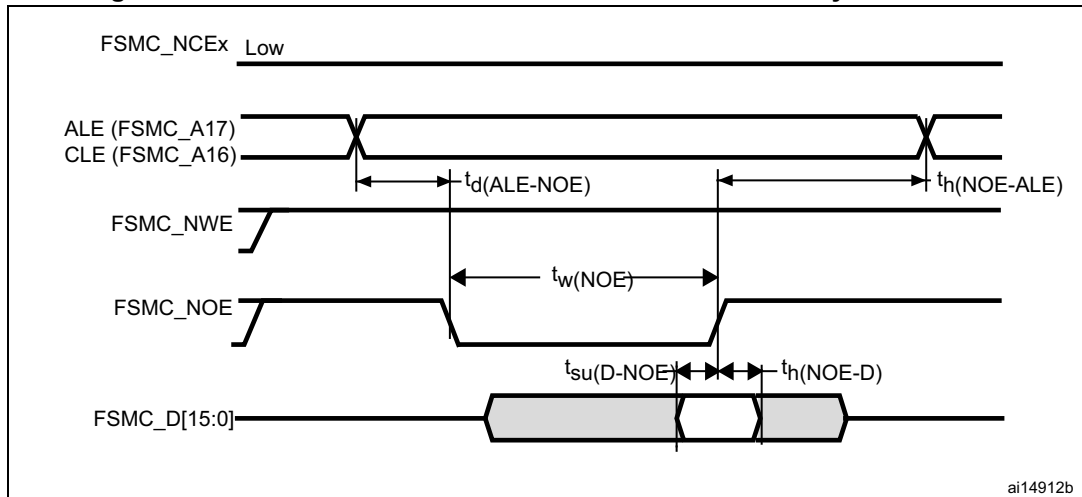 FSMC_NCEx Low
ALE (FSMC_A17)
CLE (FSMC_A16)
td(ALE-NOE)
th(NOE-ALE)
FSMC_NWE
tw(NOE)
FSMC_NOE
tsu(D-NOE)
th(NOE-D)
FSMC_D[15:0]
ai14912b